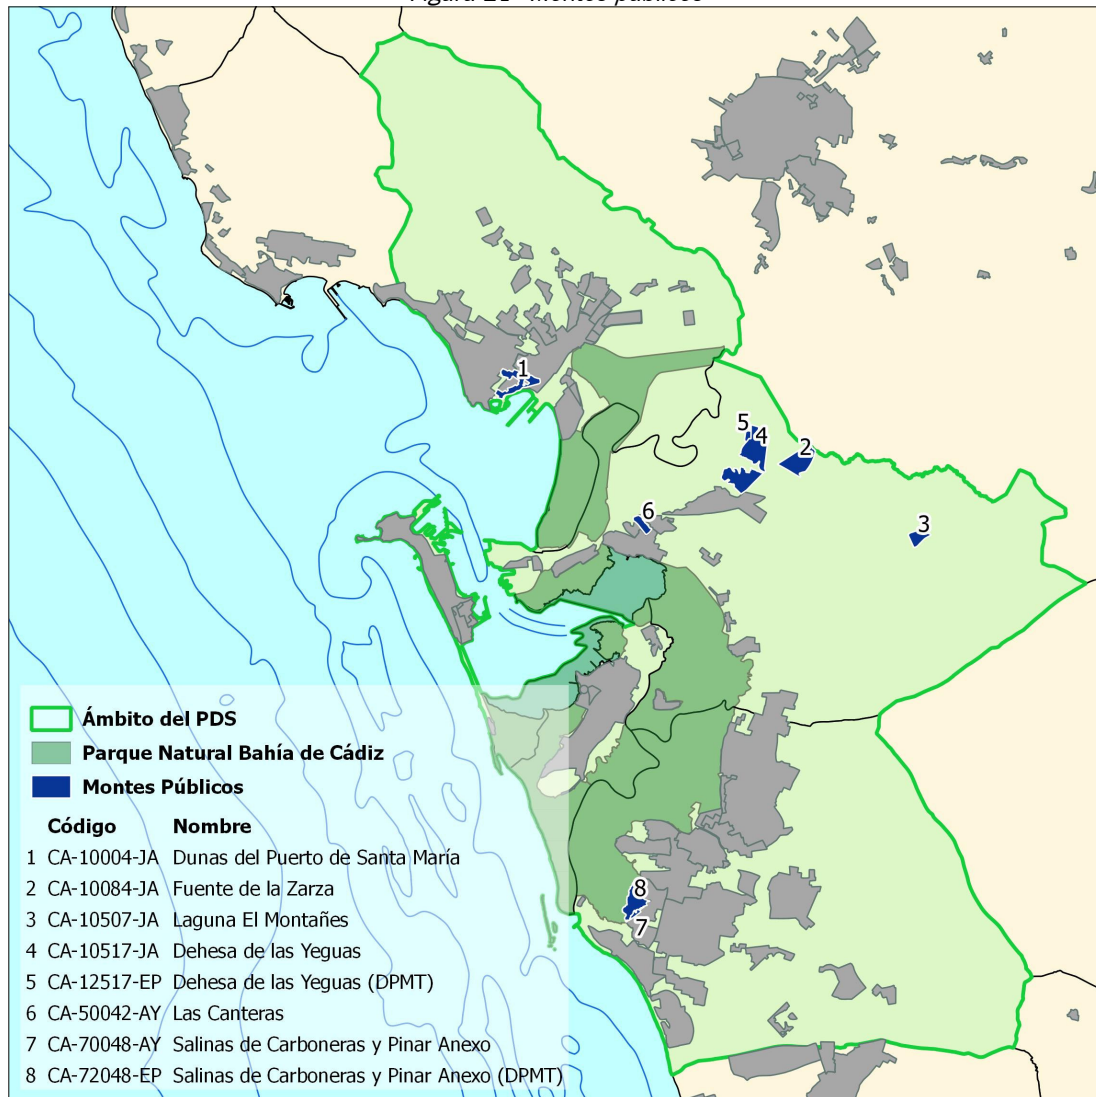 1
5
4
2
3
6
8
7
Ámbito del PDS
Parque Natural Bahía de Cádiz
Montes Públicos
Código Nombre
1 CA-10004-JA Dunas del Puerto de Santa María
2 CA-10084-JA Fuente de la Zarza
3 CA-10507-JA Laguna El Montañes
4 CA-10517-JA Dehesa de las Yeguas
5 CA-12517-EP Dehesa de las Yeguas (DPMT)
6 CA-50042-AY Las Canteras
7 CA-70048-AY Salinas de Carboneras y Pinar Anexo
8 CA-72048-EP Salinas de Carboneras y Pinar Anexo (DPMT)